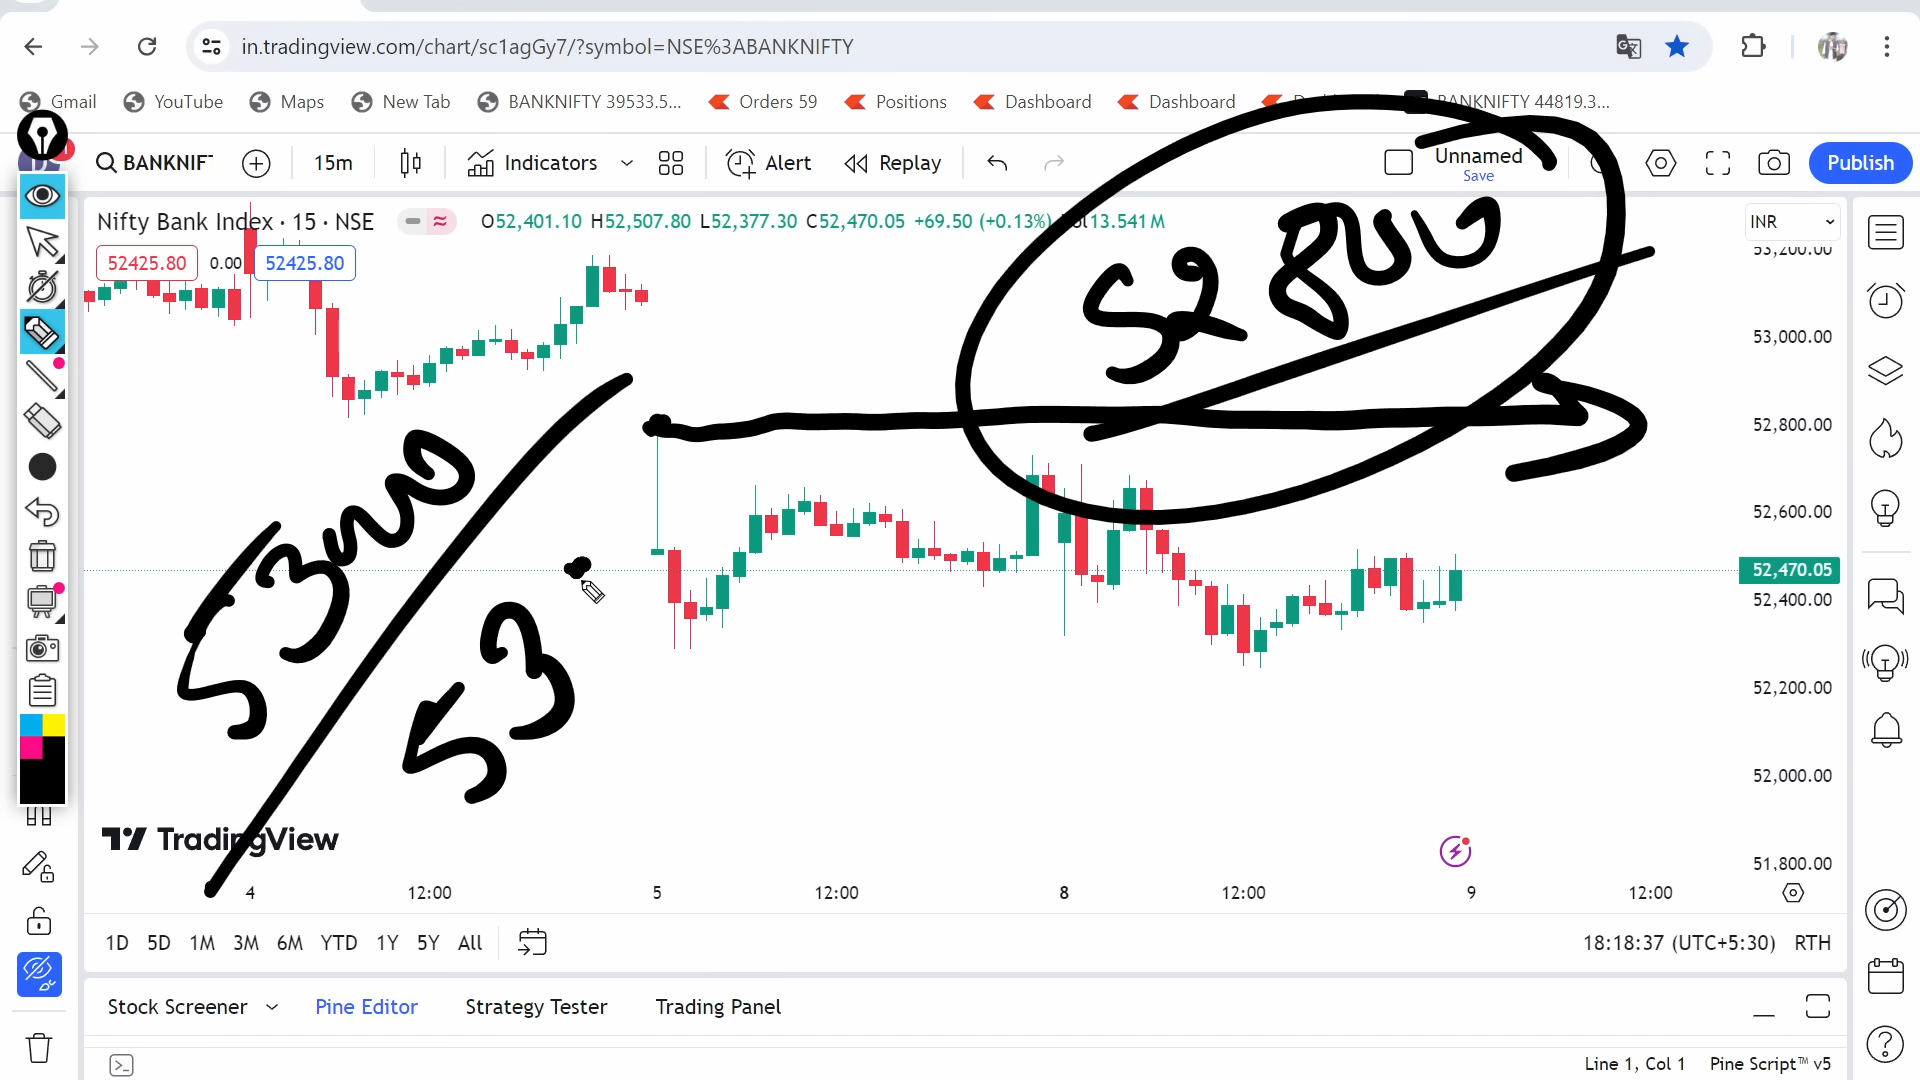 in.tradingview.com/chart/sc1agGy7/?symbol=NSE%3ABANKNIFTY
Gmail YouTube Maps New Tab BANKNIFTY 39533.5... Orders 59 Positions Dashboard Dashboard BANKNIFTY 44819.3...
BANKNIF 15m Indicators Alert Replay Unnamed Publish
Save
Nifty Bank Index · 15 · NSE O52,401.10 H52,507.80 L52,377.30 C52,470.05 +69.50 (+0.13%) 13.541 M INR
52425.80 0.00 52425.80
53,200.00
52800
53,000.00
52,800.00
53000
52,600.00
52,470.05
52,400.00
53
52,200.00
52,000.00
TradingView
51,800.00
4 12:00 5 12:00 8 12:00 9 12:00
1D 5D 1M 3M 6M YTD 1Y 5Y All 18:18:37 (UTC+5:30) RTH
Stock Screener Pine Editor Strategy Tester Trading Panel
Line 1, Col 1 Pine Script™ v5